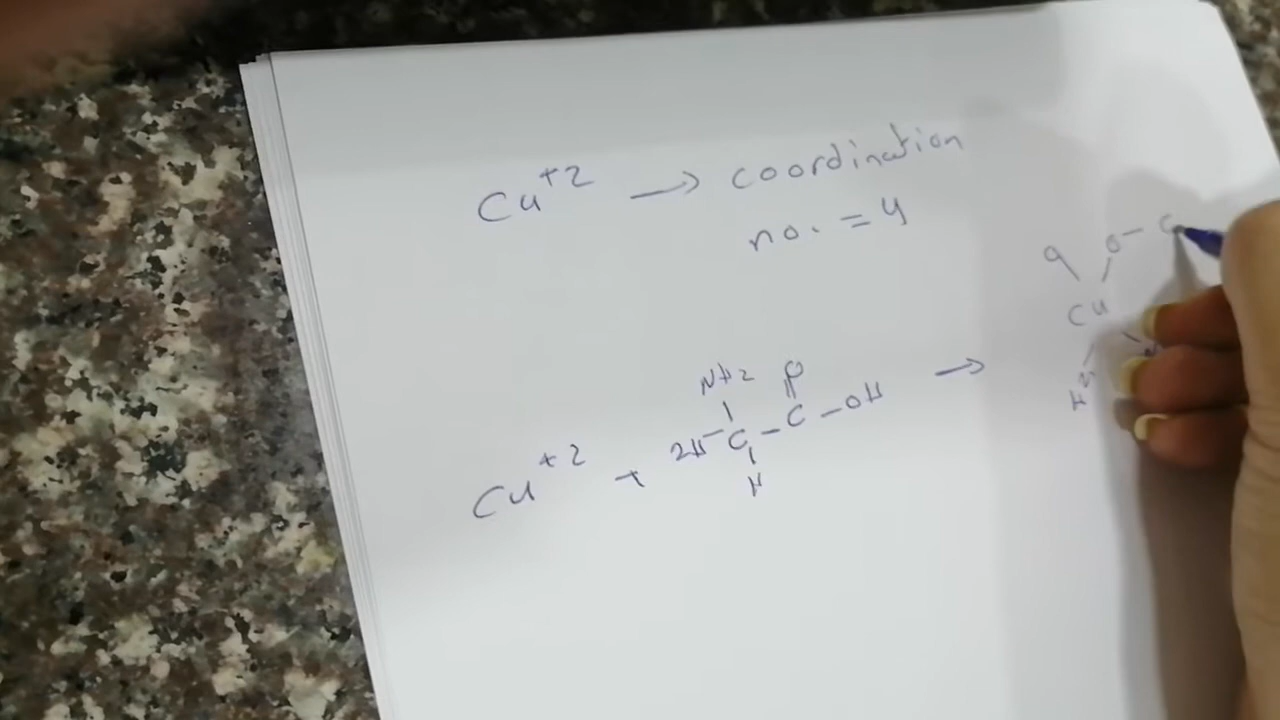 Cu+2 → coordination
no. = 4
O O - C
Cu
NH2 O
2H - C - C - OH →
H
Cu+2 +